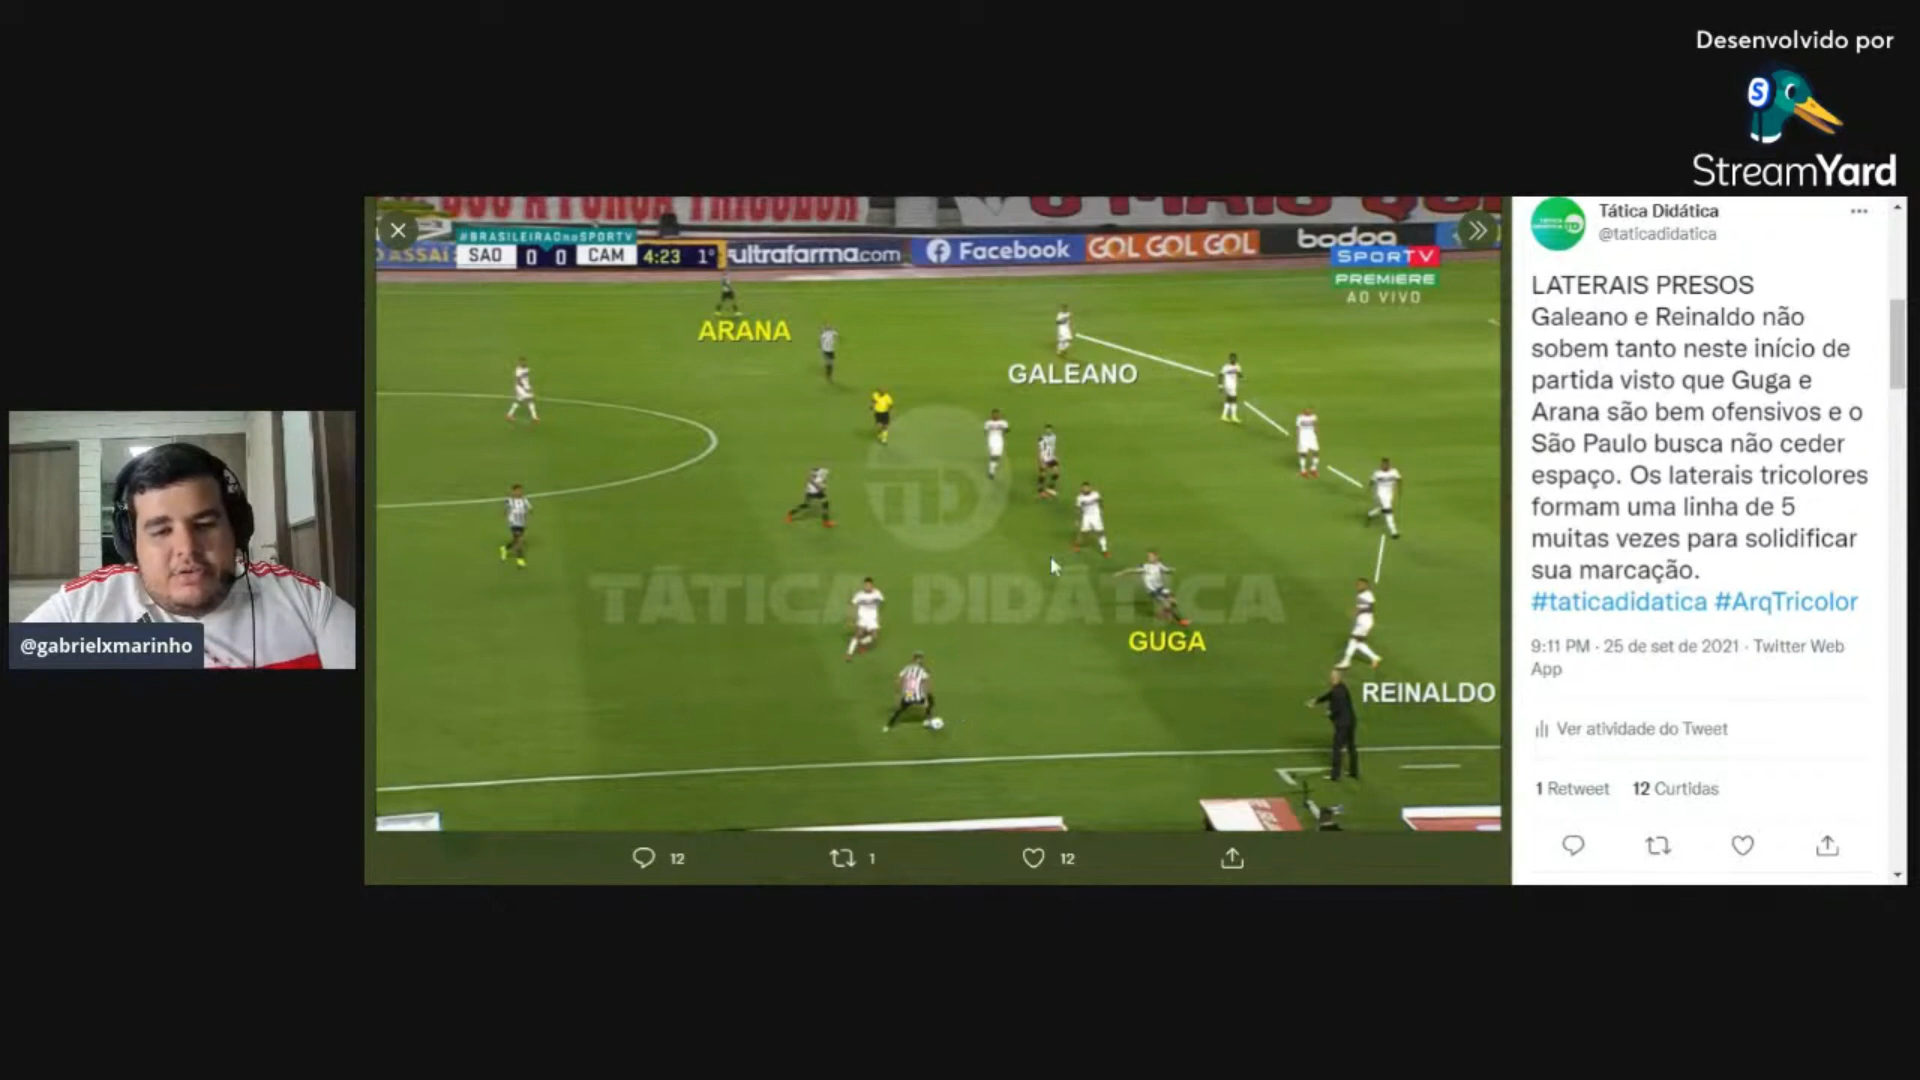 Desenvolvido por
StreamYard
#BRASILEIRAOnoSPORTV
SAO 0 0 CAM 4:23 1º
ASSAÍ
ultrafarma.com
Facebook
GOL GOL GOL
bodog
SPORTV
PREMIERE
AO VIVO
ARANA
GALEANO
TD
TÁTICA DIDÁTICA
GUGA
REINALDO
12
1
12
@gabrielxmarinho
Tática Didática
@taticadidatica
LATERAIS PRESOS
Galeano e Reinaldo não
sobem tanto neste início de
partida visto que Guga e
Arana são bem ofensivos e o
São Paulo busca não ceder
espaço. Os laterais tricolores
formam uma linha de 5
muitas vezes para solidificar
sua marcação.
#taticadidatica #ArqTricolor
9:11 PM · 25 de set de 2021 · Twitter Web
App
Ver atividade do Tweet
1 Retweet 12 Curtidas